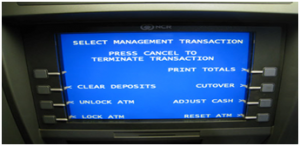 NCR
SELECT MANAGEMENT TRANSACTION
PRESS CANCEL TO
TERMINATE TRANSACTION
PRINT TOTALS
CLEAR DEPOSITS
CUTOVER
UNLOCK ATM
ADJUST CASH
LOCK ATM
RESET ATM